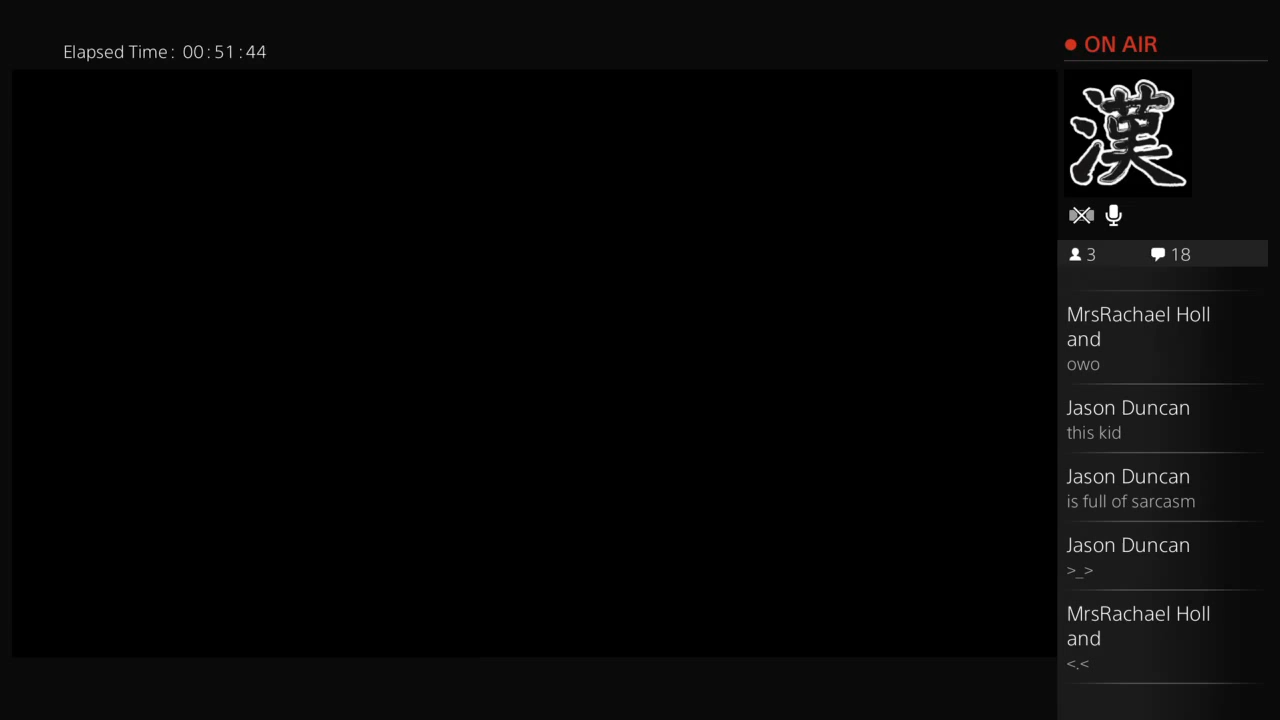 Elapsed Time: 00:51:44
ON AIR
漢
3 18
MrsRachael Holl
and
owo
Jason Duncan
this kid
Jason Duncan
is full of sarcasm
Jason Duncan
>_>
MrsRachael Holl
and
<.<